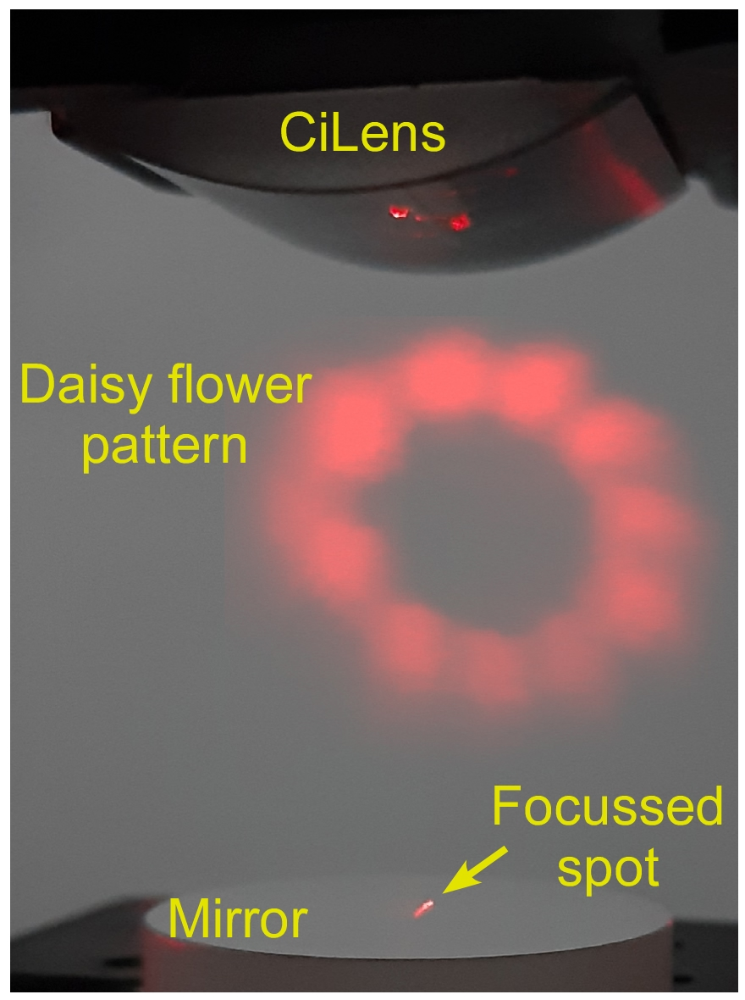 CiLens
Daisy flower
pattern
Focussed
spot
Mirror